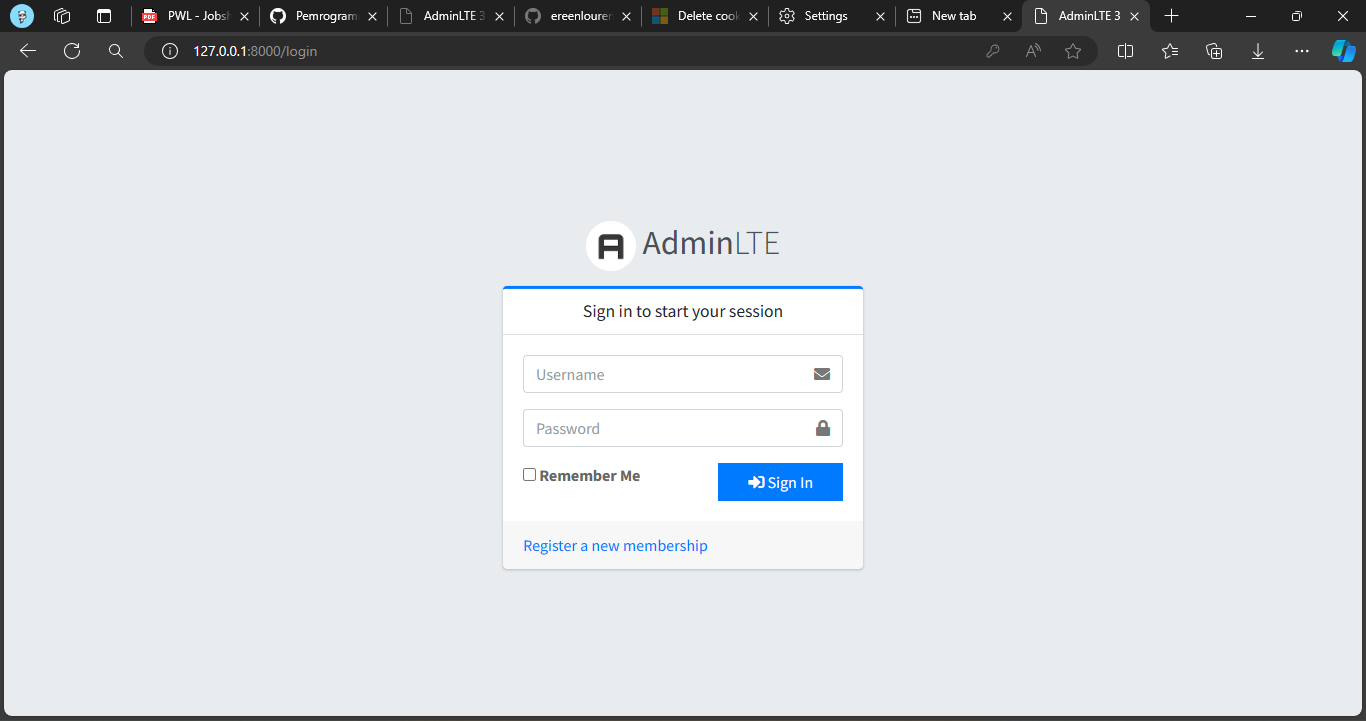 PWL - Jobsh
Pemrogram
AdminLTE 3
ereenlouren
Delete cook
Settings
New tab
AdminLTE 3
127.0.0.1:8000/login
AdminLTE
Sign in to start your session
Username
Password
Remember Me
Sign In
Register a new membership